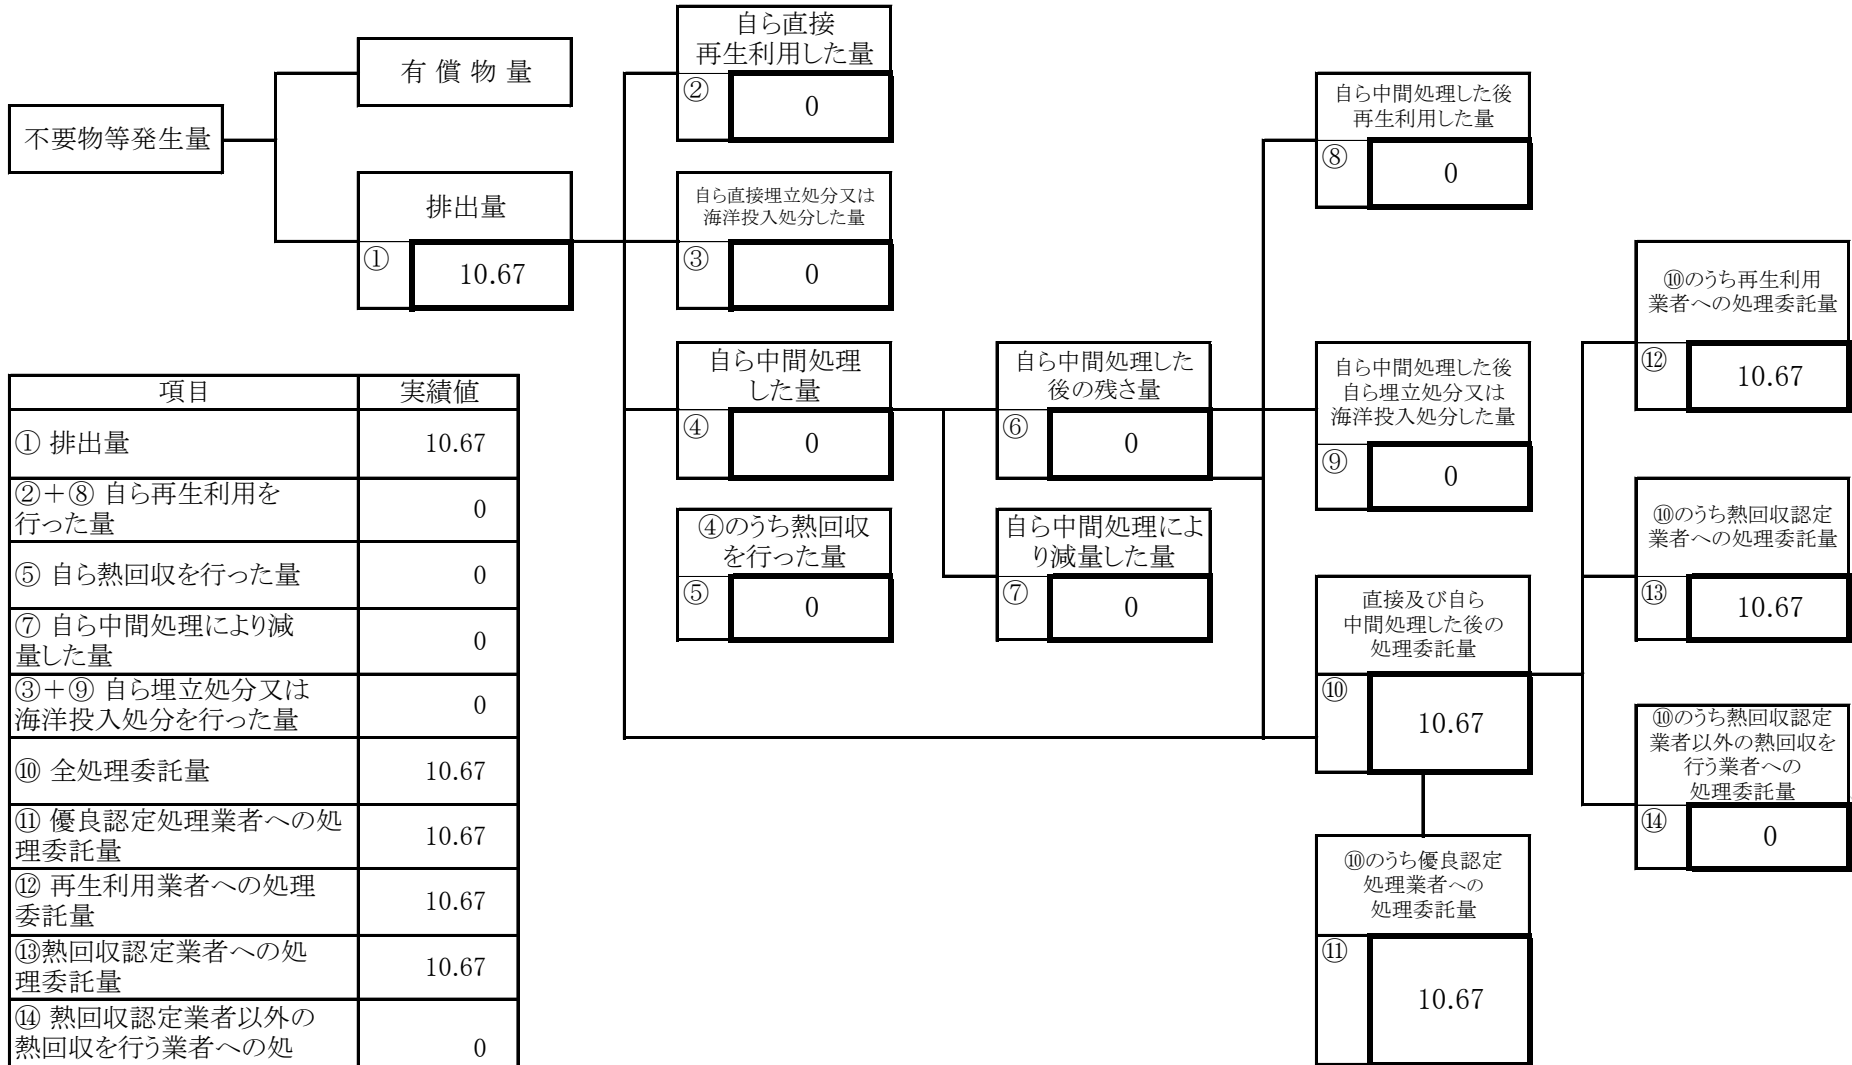 不要物等発生量
有 償 物 量
排出量
①
10.67
自ら直接
再生利用した量
②
0
自ら直接埋立処分又は
海洋投入処分した量
③
0
自ら中間処理
した量
④
0
④のうち熱回収
を行った量
⑤
0
自ら中間処理した
後の残さ量
⑥
0
自ら中間処理によ
り減量した量
⑦
0
自ら中間処理した後
再生利用した量
⑧
0
自ら中間処理した後
自ら埋立処分又は
海洋投入処分した量
⑨
0
直接及び自ら
中間処理した後の
処理委託量
⑩
10.67
⑩のうち優良認定
処理業者への
処理委託量
⑪
10.67
⑩のうち再生利用
業者への処理委託量
⑫
10.67
⑩のうち熱回収認定
業者への処理委託量
⑬
10.67
⑩のうち熱回収認定
業者以外の熱回収を
行う業者への
処理委託量
⑭
0
項目 実績値
① 排出量 10.67
②+⑧ 自ら再生利用を
行った量 0
⑤ 自ら熱回収を行った量 0
⑦ 自ら中間処理により減
量した量 0
③+⑨ 自ら埋立処分又は
海洋投入処分を行った量 0
⑩ 全処理委託量 10.67
⑪ 優良認定処理業者への処
理委託量 10.67
⑫ 再生利用業者への処理
委託量 10.67
⑬熱回収認定業者への処
理委託量 10.67
⑭ 熱回収認定業者以外の
熱回収を行う業者への処 0